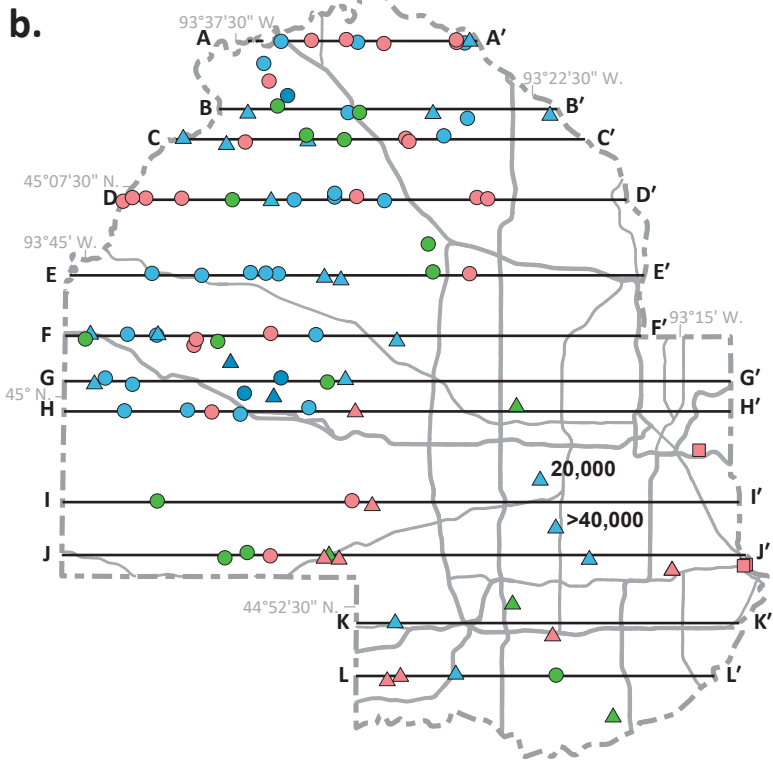 b.
93°37'30" W.
A A′
93°22'30" W.
B B′
C C′
45°07'30" N.
D D′
93°45' W.
E E′
F F′
93°15' W.
G G′
45° N.
H H′
20,000
I I′
>40,000
J J′
44°52'30" N.
K K′
L L′